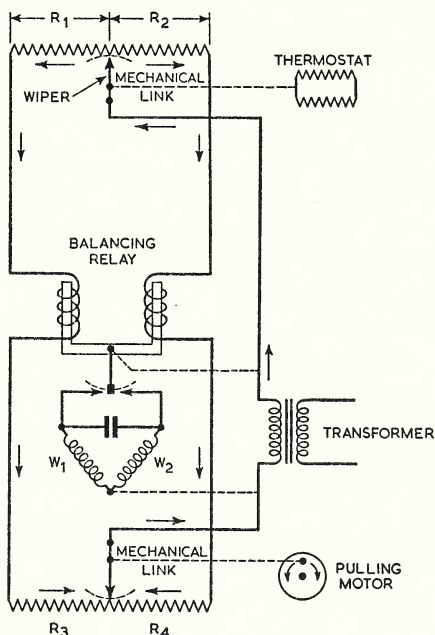 R1 R2
THERMOSTAT
MECHANICAL
LINK
WIPER
BALANCING
RELAY
TRANSFORMER
W1 W2
MECHANICAL
LINK
PULLING
MOTOR
R3 R4